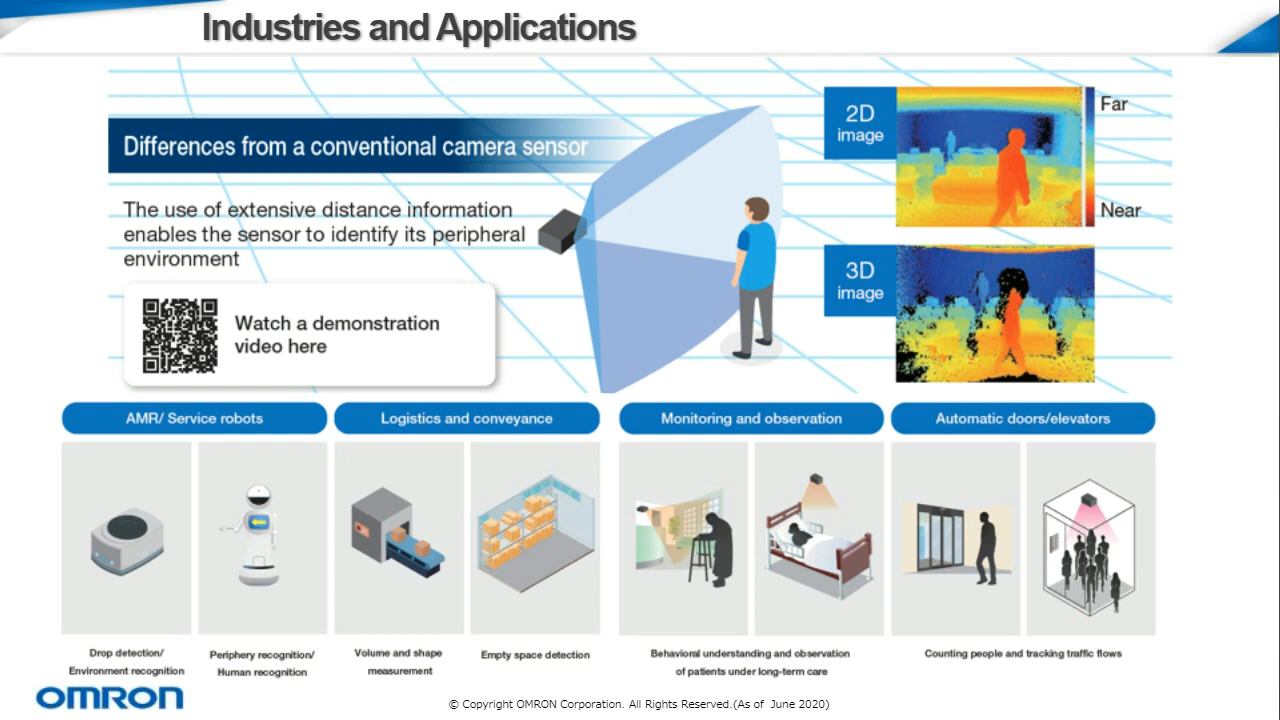 Industries and Applications
Differences from a conventional camera sensor
The use of extensive distance information
enables the sensor to identify its peripheral
environment
Watch a demonstration
video here
2D
image
Far
Near
3D
image
AMR/ Service robots
Logistics and conveyance
Monitoring and observation
Automatic doors/elevators
Drop detection/
Environment recognition
Periphery recognition/
Human recognition
Volume and shape
measurement
Empty space detection
Behavioral understanding and observation
of patients under long-term care
Counting people and tracking traffic flows
OMRON
© Copyright OMRON Corporation. All Rights Reserved.(As of June 2020)